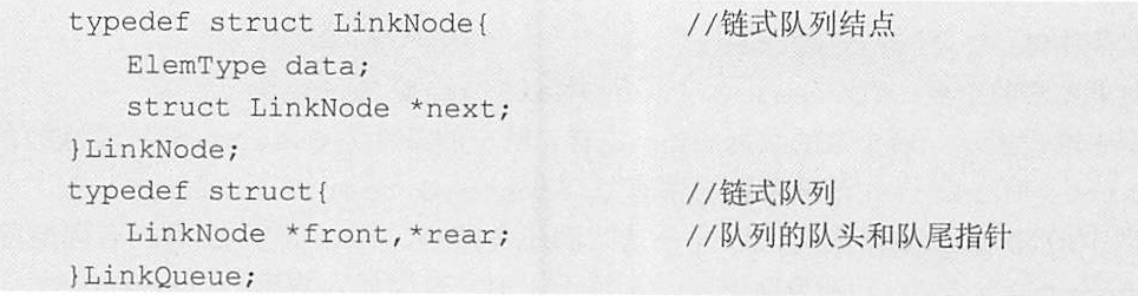 typedef struct LinkNode{ //链式队列结点
ElemType data;
struct LinkNode *next;
}LinkNode;
typedef struct{ //链式队列
LinkNode *front,*rear; //队列的队头和队尾指针
}LinkQueue;